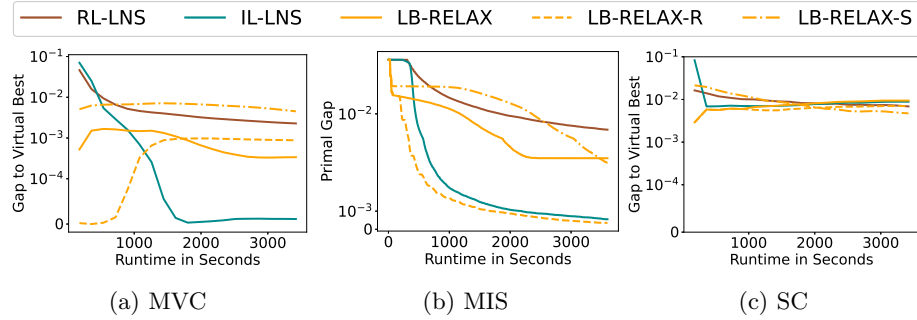 RL-LNS IL-LNS LB-RELAX LB-RELAX-R LB-RELAX-S
Gap to Virtual Best
10⁻¹
10⁻²
10⁻³
10⁻⁴
0
1000 2000 3000
Runtime in Seconds
(a) MVC
Primal Gap
10⁻²
10⁻³
0
0 1000 2000 3000
Runtime in Seconds
(b) MIS
Gap to Virtual Best
10⁻¹
10⁻²
10⁻³
10⁻⁴
0
1000 2000 3000
Runtime in Seconds
(c) SC